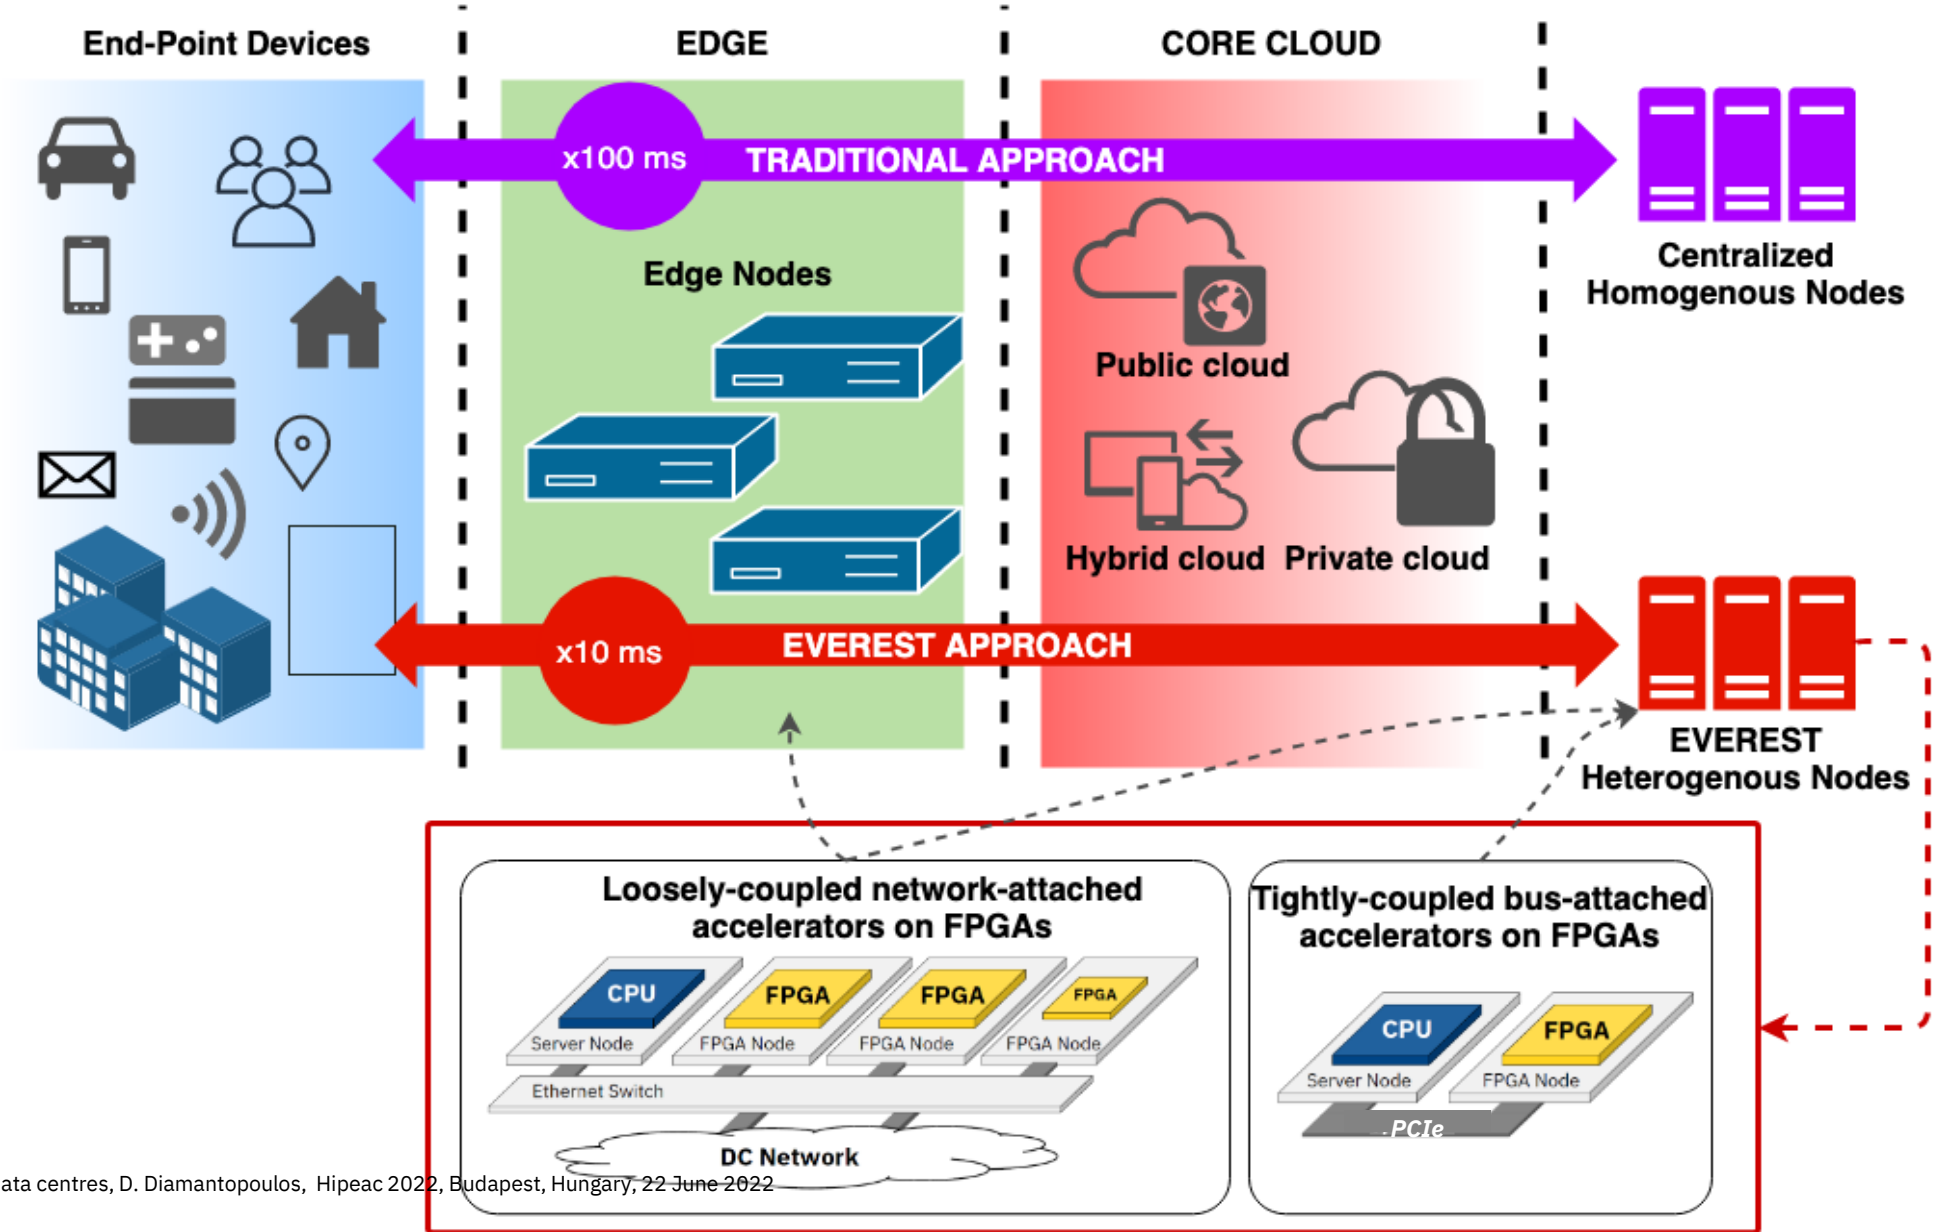 End-Point Devices
EDGE
CORE CLOUD
x100 ms
TRADITIONAL APPROACH
Centralized
Homogenous Nodes
Edge Nodes
Public cloud
Hybrid cloud
Private cloud
x10 ms
EVEREST APPROACH
EVEREST
Heterogenous Nodes
Loosely-coupled network-attached
accelerators on FPGAs
CPU
FPGA
FPGA
FPGA
Server Node
FPGA Node
FPGA Node
FPGA Node
Ethernet Switch
DC Network
Tightly-coupled bus-attached
accelerators on FPGAs
CPU
FPGA
Server Node
FPGA Node
PCIe
ata centres, D. Diamantopoulos, Hipeac 2022, Budapest, Hungary, 22 June 2022